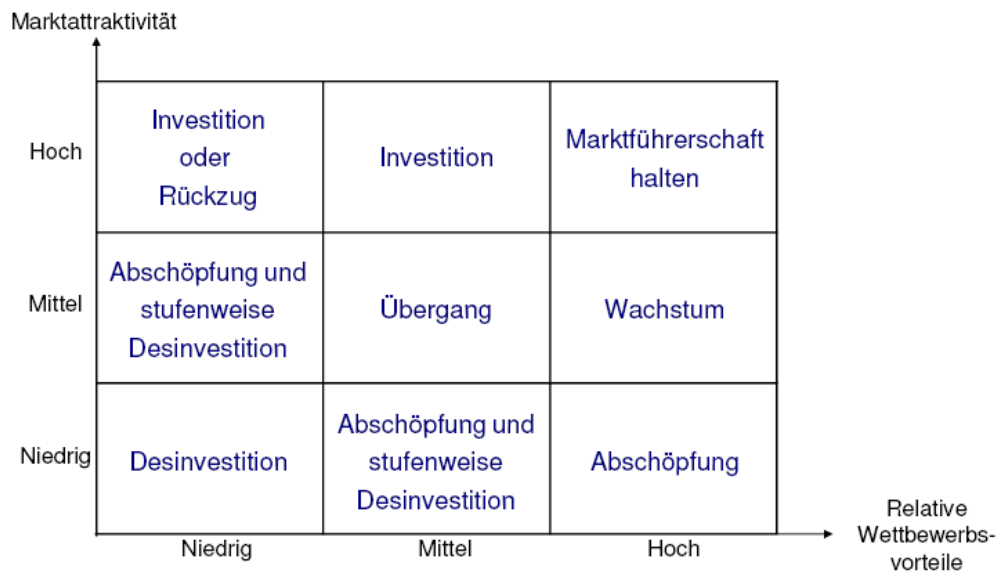 Marktattraktivität
Hoch
Investition
oder
Rückzug
Investition
Marktführerschaft
halten
Mittel
Abschöpfung und
stufenweise
Desinvestition
Übergang
Wachstum
Niedrig
Desinvestition
Abschöpfung und
stufenweise
Desinvestition
Abschöpfung
Niedrig
Mittel
Hoch
Relative
Wettbewerbs-
vorteile